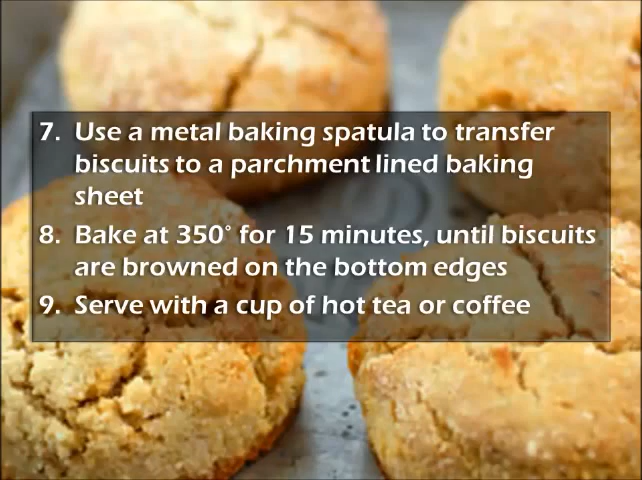 7. Use a metal baking spatula to transfer
biscuits to a parchment lined baking
sheet
8. Bake at 350° for 15 minutes, until biscuits
are browned on the bottom edges
9. Serve with a cup of hot tea or coffee